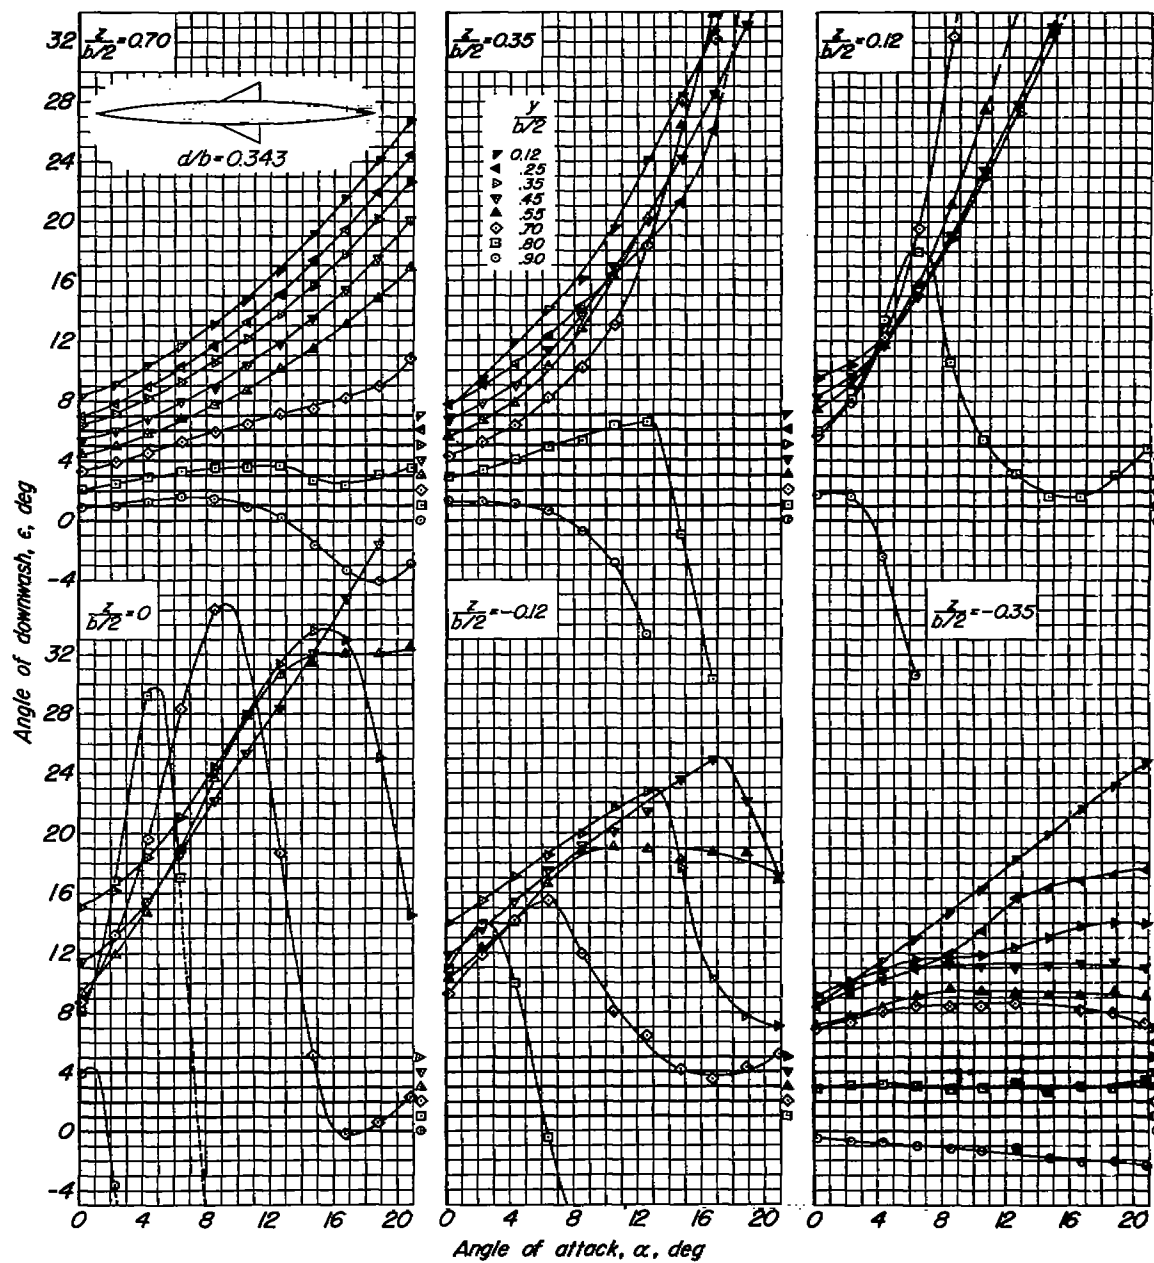 z/b/2 = 0.70
z/b/2 = 0.35
z/b/2 = 0.12
32
28
24
20
16
12
8
4
0
-4
d/b=0.343
y/b/2
0.12
.25
.35
.45
.55
.70
.80
.90
Angle of downwash, ε, deg
z/b/2 = 0
z/b/2 = -0.12
z/b/2 = -0.35
32
28
24
20
16
12
8
4
0
-4
0 4 8 12 16 20
0 4 8 12 16 20
0 4 8 12 16 20
Angle of attack, α, deg